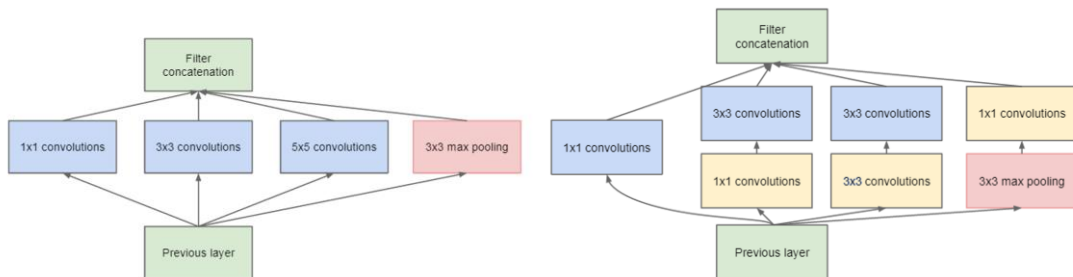 Filter
concatenation
1x1 convolutions
3x3 convolutions
5x5 convolutions
3x3 max pooling
Previous layer
Filter
concatenation
3x3 convolutions
3x3 convolutions
1x1 convolutions
1x1 convolutions
1x1 convolutions
3x3 convolutions
3x3 max pooling
Previous layer